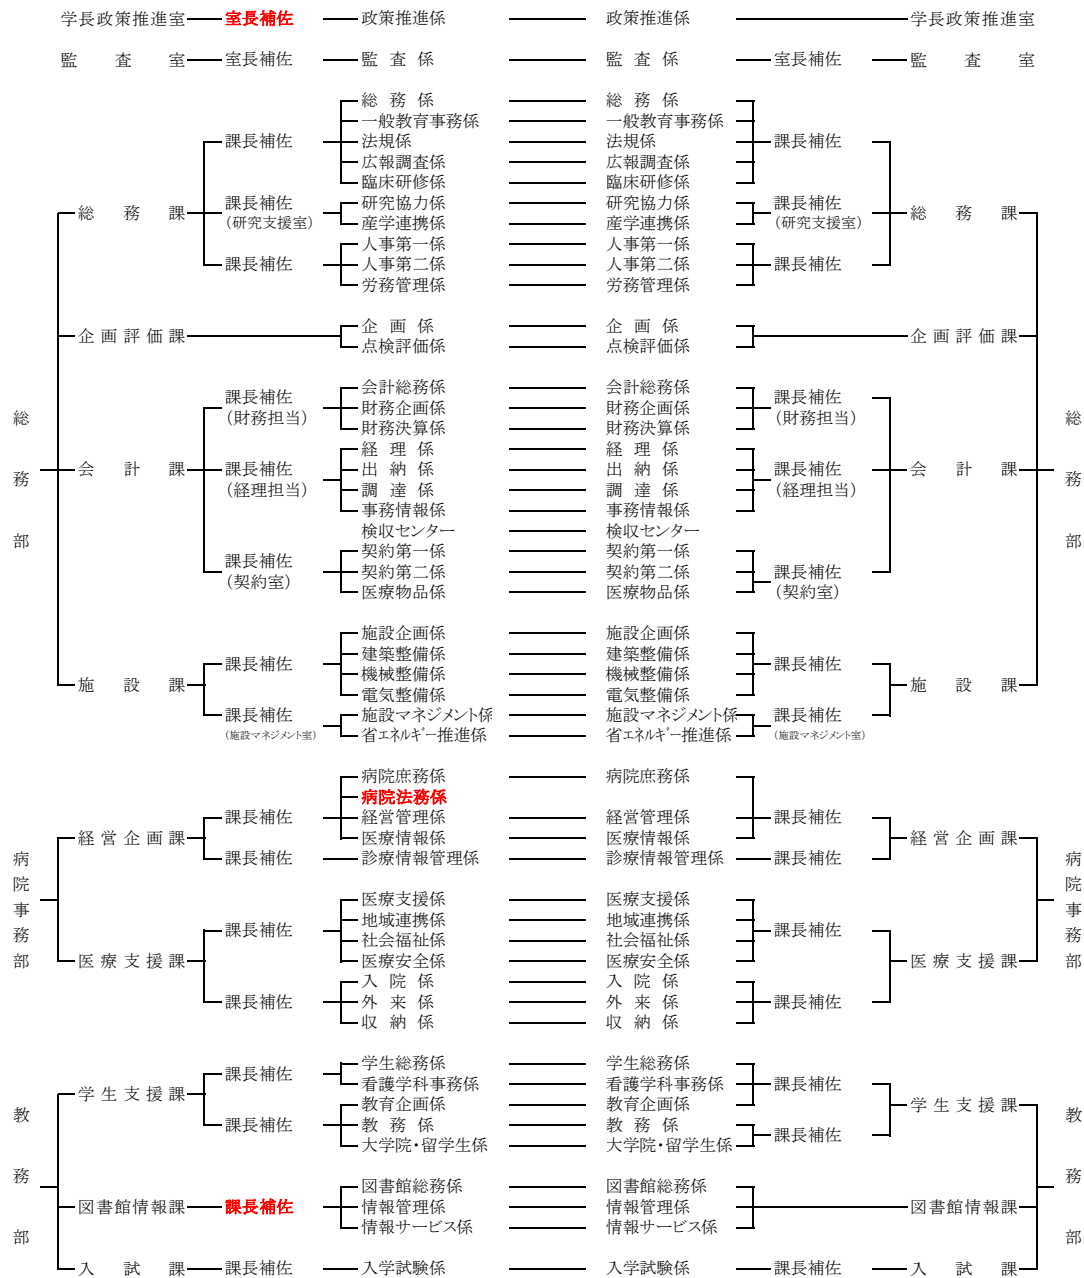 学長政策推進室 室長補佐 政策推進係 政策推進係 学長政策推進室
監査室 室長補佐 監査係 監査係 室長補佐 監査室
総務係 総務係
一般教育事務係 一般教育事務係
課長補佐 法規係 法規係 課長補佐
広報調査係 広報調査係
臨床研修係 臨床研修係
課長補佐 研究協力係 研究協力係 課長補佐
総務課 総務課
(研究支援室) 産学連携係 産学連携係 (研究支援室)
人事第一係 人事第一係
課長補佐 人事第二係 人事第二係 課長補佐
労務管理係 労務管理係
企画係 企画係
企画評価課 企画評価課
点検評価係 点検評価係
会計総務係 会計総務係
課長補佐 課長補佐
財務企画係 財務企画係
(財務担当) (財務担当)
総務部 総務部
財務決算係 財務決算係
経理係 経理係
会計課 課長補佐 出納係 出納係 課長補佐 会計課
(経理担当) 調達係 調達係 (経理担当)
事務情報係 事務情報係
検収センター 検収センター
契約第一係 契約第一係
課長補佐 契約第二係 契約第二係 課長補佐
(契約室) (契約室)
医療物品係 医療物品係
施設企画係 施設企画係
建築整備係 建築整備係
課長補佐 課長補佐
機械整備係 機械整備係
施設課 施設課
電気整備係 電気整備係
課長補佐 施設マネジメント係 施設マネジメント係 課長補佐
(施設マネジメント室) 省エネルギー推進係 省エネルギー推進係 (施設マネジメント室)
病院庶務係 病院庶務係
病院法務係
課長補佐 経営管理係 経営管理係 課長補佐
経営企画課 医療情報係 医療情報係 経営企画課
課長補佐 診療情報管理係 診療情報管理係 課長補佐
病院事務部 病院事務部
医療支援係 医療支援係
地域連携係 地域連携係
課長補佐 課長補佐
社会福祉係 社会福祉係
医療支援課 医療安全係 医療安全係 医療支援課
入院係 入院係
課長補佐 外来係 外来係 課長補佐
収納係 収納係
学生総務係 学生総務係
課長補佐
看護学科事務係 看護学科事務係 課長補佐
学生支援課 学生支援課
教育企画係 教育企画係
課長補佐 教務係 教務係
課長補佐
大学院・留学生係 大学院・留学生係
教務部 教務部
図書館総務係 図書館総務係
図書館情報課 課長補佐 情報管理係 情報管理係 図書館情報課
情報サービス係 情報サービス係
入試課 課長補佐 入学試験係 入学試験係 課長補佐 入試課